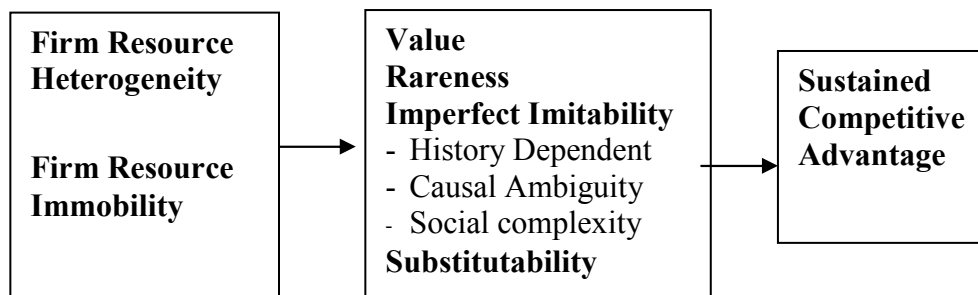 Firm Resource
Heterogeneity
Firm Resource
Immobility
Value
Rareness
Imperfect Imitability
- History Dependent
- Causal Ambiguity
- Social complexity
Substitutability
Sustained
Competitive
Advantage